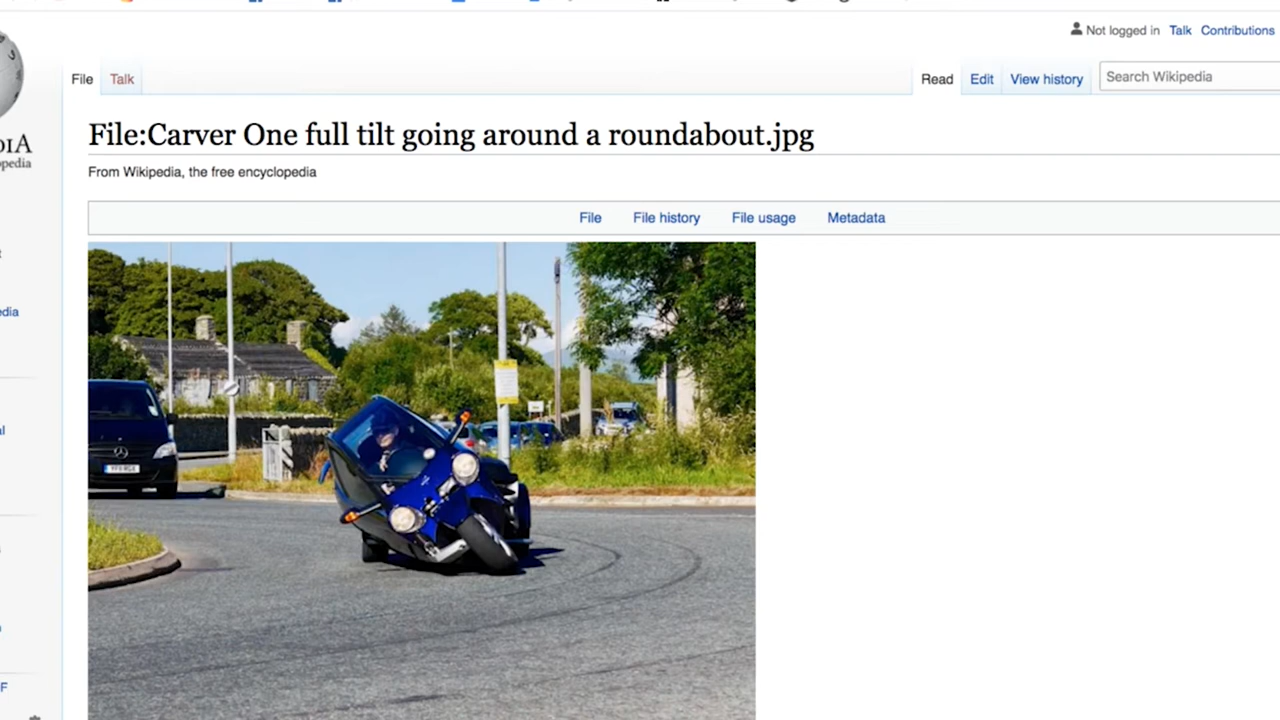 Not logged in Talk Contributions
File Talk Read Edit View history Search Wikipedia
File:Carver One full tilt going around a roundabout.jpg
From Wikipedia, the free encyclopedia
File File history File usage Metadata